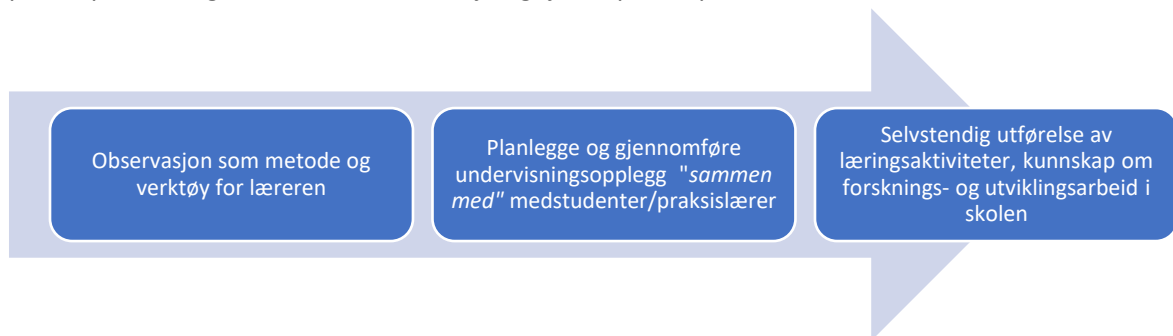 Observasjon som metode og
verktøy for læreren
Planlegge og gjennomføre
undervisningsopplegg "sammen
med" medstudenter/praksislærer
Selvstendig utførelse av
læringsaktiviteter, kunnskap om
forsknings- og utviklingsarbeid i
skolen